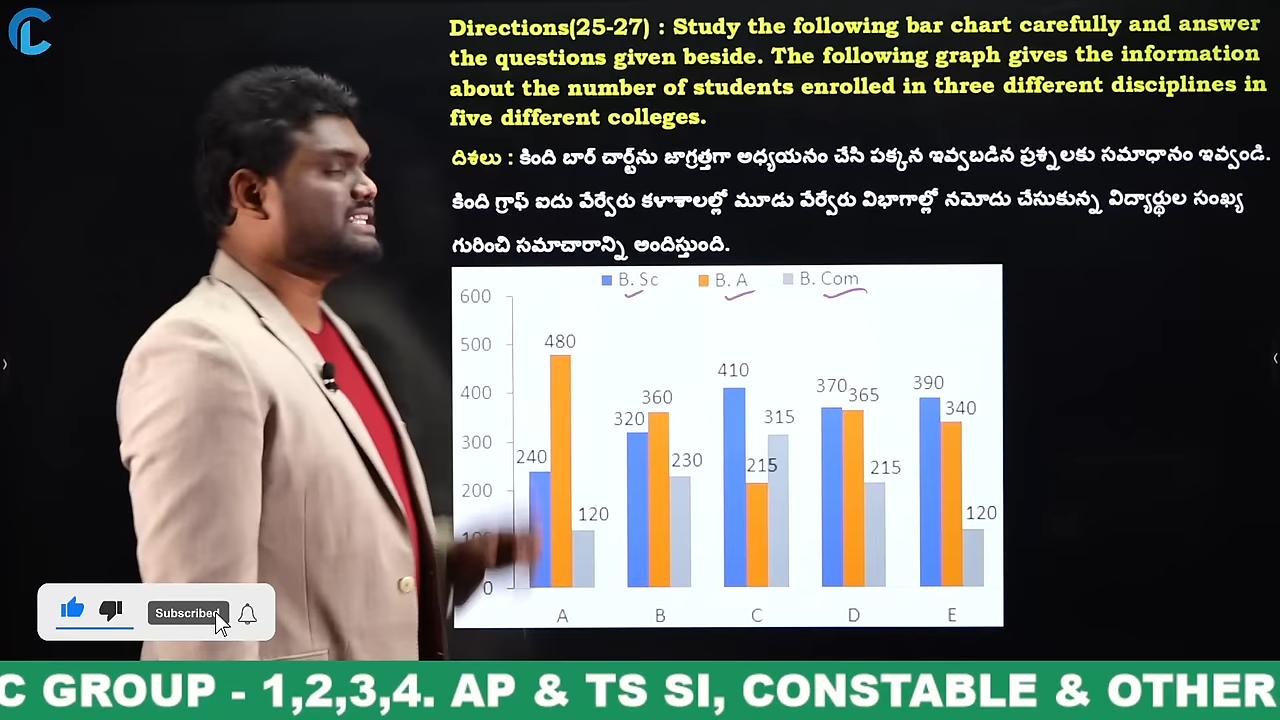 Directions(25-27) : Study the following bar chart carefully and answer
the questions given beside. The following graph gives the information
about the number of students enrolled in three different disciplines in
five different colleges.
దిశలు : కింది బార్ చార్ట్‌ను జాగ్రత్తగా అధ్యయనం చేసి పక్కన ఇవ్వబడిన ప్రశ్నలకు సమాధానం ఇవ్వండి.
కింది గ్రాఫ్ ఐదు వేర్వేరు కళాశాలల్లో మూడు వేర్వేరు విభాగాల్లో నమోదు చేసుకున్న విద్యార్థుల సంఖ్య
గురించి సమాచారాన్ని అందిస్తుంది.
B. Sc B. A B. Com
600
500
400
300
200
0
240 480 120
320 360 230
410 215 315
370 365 215
390 340 120
A B C D E
Subscribed
C GROUP - 1,2,3,4. AP & TS SI, CONSTABLE & OTHER